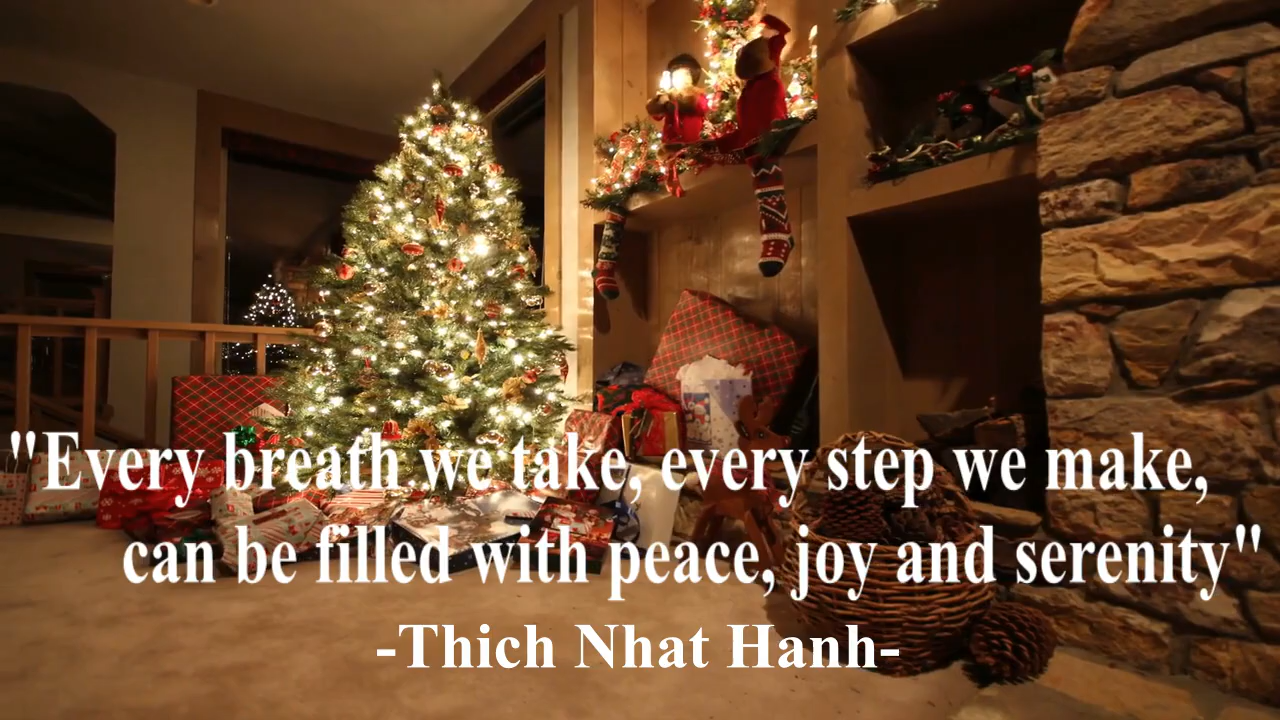 "Every breath we take, every step we make,
can be filled with peace, joy and serenity"
-Thich Nhat Hanh-